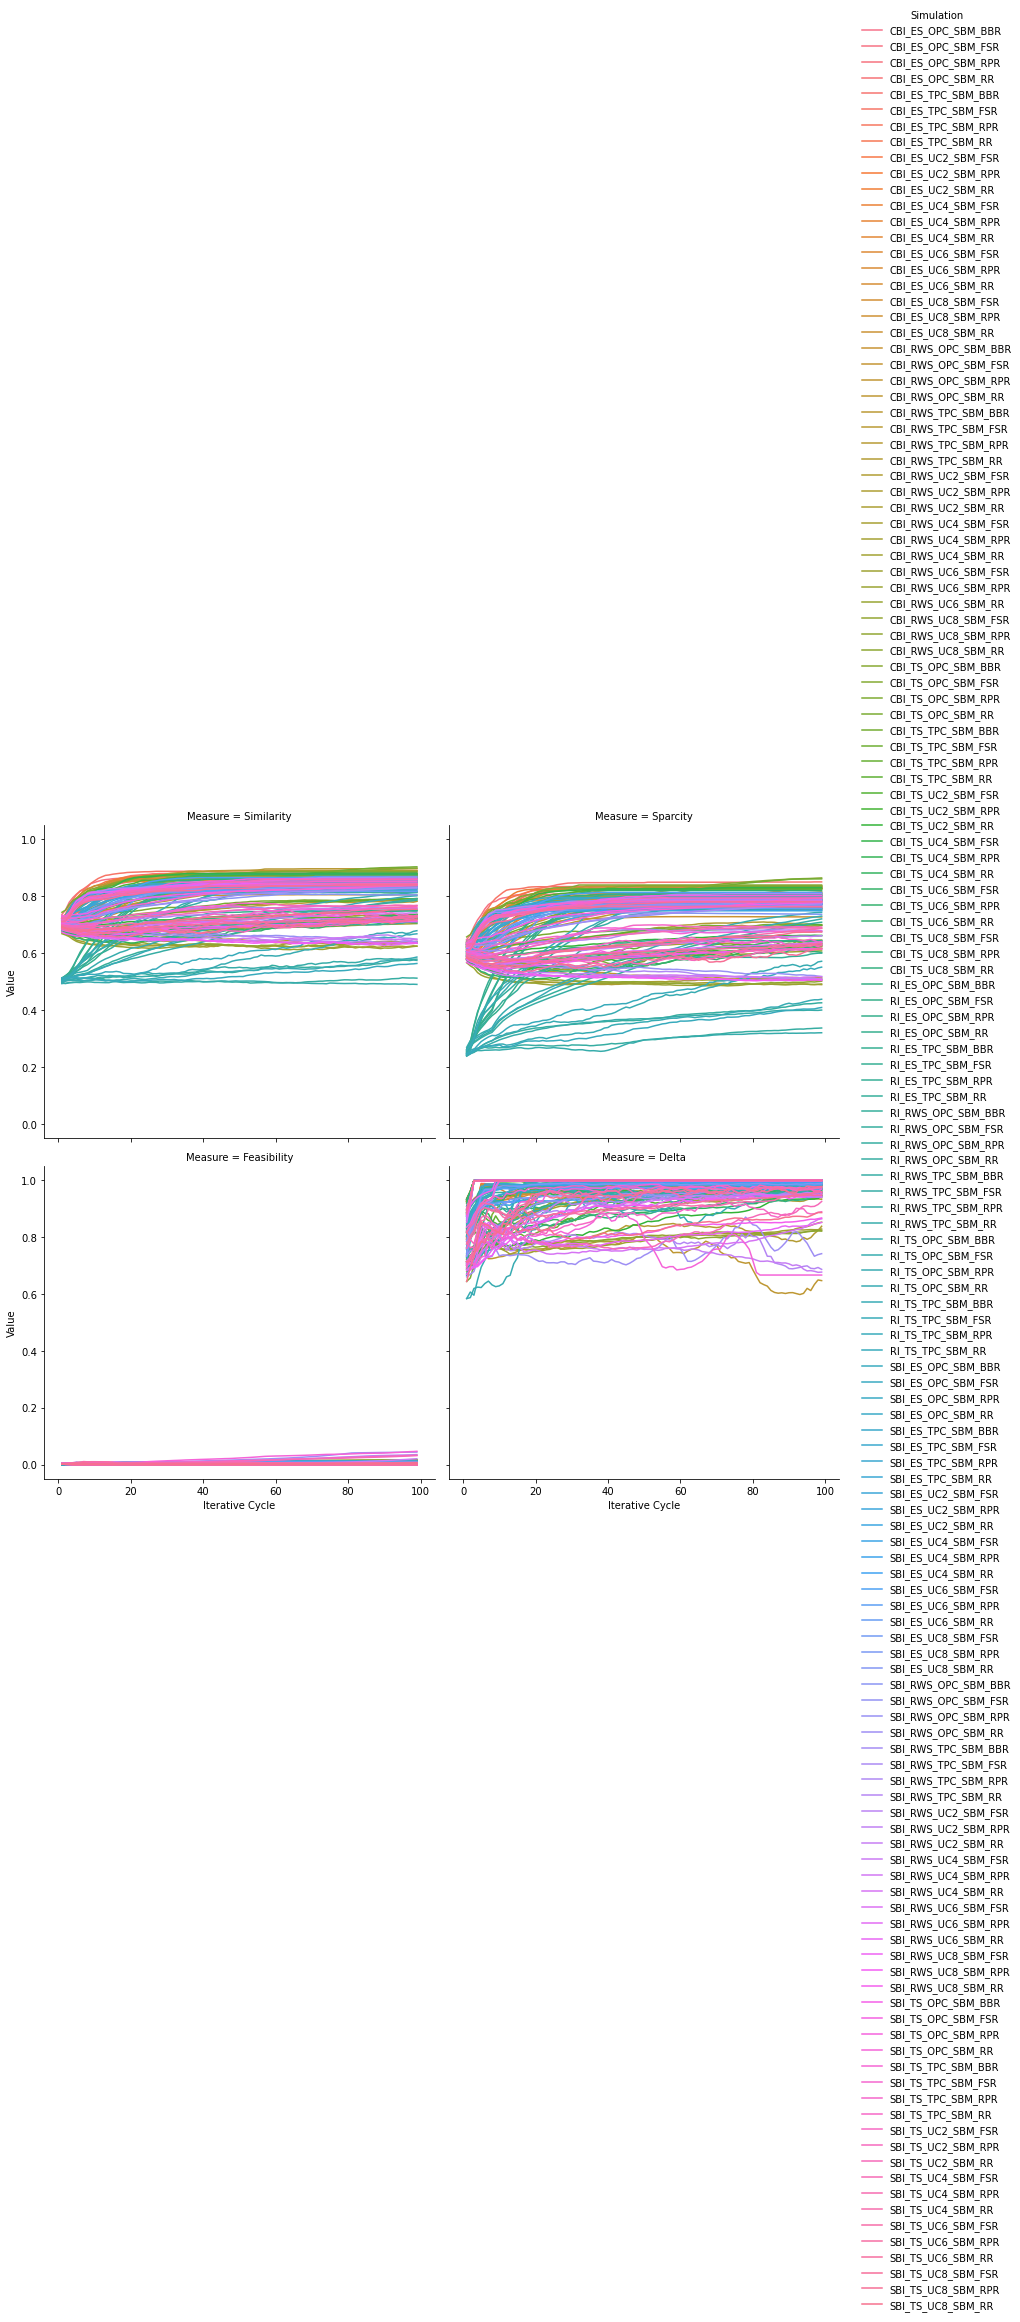 Simulation
CBI_ES_OPC_SBM_BBR
CBI_ES_OPC_SBM_FSR
CBI_ES_OPC_SBM_RPR
CBI_ES_OPC_SBM_RR
CBI_ES_TPC_SBM_BBR
CBI_ES_TPC_SBM_FSR
CBI_ES_TPC_SBM_RPR
CBI_ES_TPC_SBM_RR
CBI_ES_UC2_SBM_FSR
CBI_ES_UC2_SBM_RPR
CBI_ES_UC2_SBM_RR
CBI_ES_UC4_SBM_FSR
CBI_ES_UC4_SBM_RPR
CBI_ES_UC4_SBM_RR
CBI_ES_UC6_SBM_FSR
CBI_ES_UC6_SBM_RPR
CBI_ES_UC6_SBM_RR
CBI_ES_UC8_SBM_FSR
CBI_ES_UC8_SBM_RPR
CBI_ES_UC8_SBM_RR
CBI_RWS_OPC_SBM_BBR
CBI_RWS_OPC_SBM_FSR
CBI_RWS_OPC_SBM_RPR
CBI_RWS_OPC_SBM_RR
CBI_RWS_TPC_SBM_BBR
CBI_RWS_TPC_SBM_FSR
CBI_RWS_TPC_SBM_RPR
CBI_RWS_TPC_SBM_RR
CBI_RWS_UC2_SBM_FSR
CBI_RWS_UC2_SBM_RPR
CBI_RWS_UC2_SBM_RR
CBI_RWS_UC4_SBM_FSR
CBI_RWS_UC4_SBM_RPR
CBI_RWS_UC4_SBM_RR
CBI_RWS_UC6_SBM_FSR
CBI_RWS_UC6_SBM_RPR
CBI_RWS_UC6_SBM_RR
CBI_RWS_UC8_SBM_FSR
CBI_RWS_UC8_SBM_RPR
CBI_RWS_UC8_SBM_RR
CBI_TS_OPC_SBM_BBR
CBI_TS_OPC_SBM_FSR
CBI_TS_OPC_SBM_RPR
CBI_TS_OPC_SBM_RR
CBI_TS_TPC_SBM_BBR
CBI_TS_TPC_SBM_FSR
CBI_TS_TPC_SBM_RPR
CBI_TS_TPC_SBM_RR
CBI_TS_UC2_SBM_FSR
CBI_TS_UC2_SBM_RPR
CBI_TS_UC2_SBM_RR
CBI_TS_UC4_SBM_FSR
CBI_TS_UC4_SBM_RPR
CBI_TS_UC4_SBM_RR
CBI_TS_UC6_SBM_FSR
CBI_TS_UC6_SBM_RPR
CBI_TS_UC6_SBM_RR
CBI_TS_UC8_SBM_FSR
CBI_TS_UC8_SBM_RPR
CBI_TS_UC8_SBM_RR
RI_ES_OPC_SBM_BBR
RI_ES_OPC_SBM_FSR
RI_ES_OPC_SBM_RPR
RI_ES_OPC_SBM_RR
RI_ES_TPC_SBM_BBR
RI_ES_TPC_SBM_FSR
RI_ES_TPC_SBM_RPR
RI_ES_TPC_SBM_RR
RI_RWS_OPC_SBM_BBR
RI_RWS_OPC_SBM_FSR
RI_RWS_OPC_SBM_RPR
RI_RWS_OPC_SBM_RR
RI_RWS_TPC_SBM_BBR
RI_RWS_TPC_SBM_FSR
RI_RWS_TPC_SBM_RPR
RI_RWS_TPC_SBM_RR
RI_TS_OPC_SBM_BBR
RI_TS_OPC_SBM_FSR
RI_TS_OPC_SBM_RPR
RI_TS_OPC_SBM_RR
RI_TS_TPC_SBM_BBR
RI_TS_TPC_SBM_FSR
RI_TS_TPC_SBM_RPR
RI_TS_TPC_SBM_RR
SBI_ES_OPC_SBM_BBR
SBI_ES_OPC_SBM_FSR
SBI_ES_OPC_SBM_RPR
SBI_ES_OPC_SBM_RR
SBI_ES_TPC_SBM_BBR
SBI_ES_TPC_SBM_FSR
SBI_ES_TPC_SBM_RPR
SBI_ES_TPC_SBM_RR
SBI_ES_UC2_SBM_FSR
SBI_ES_UC2_SBM_RPR
SBI_ES_UC2_SBM_RR
SBI_ES_UC4_SBM_FSR
SBI_ES_UC4_SBM_RPR
SBI_ES_UC4_SBM_RR
SBI_ES_UC6_SBM_FSR
SBI_ES_UC6_SBM_RPR
SBI_ES_UC6_SBM_RR
SBI_ES_UC8_SBM_FSR
SBI_ES_UC8_SBM_RPR
SBI_ES_UC8_SBM_RR
SBI_RWS_OPC_SBM_BBR
SBI_RWS_OPC_SBM_FSR
SBI_RWS_OPC_SBM_RPR
SBI_RWS_OPC_SBM_RR
SBI_RWS_TPC_SBM_BBR
SBI_RWS_TPC_SBM_FSR
SBI_RWS_TPC_SBM_RPR
SBI_RWS_TPC_SBM_RR
SBI_RWS_UC2_SBM_FSR
SBI_RWS_UC2_SBM_RPR
SBI_RWS_UC2_SBM_RR
SBI_RWS_UC4_SBM_FSR
SBI_RWS_UC4_SBM_RPR
SBI_RWS_UC4_SBM_RR
SBI_RWS_UC6_SBM_FSR
SBI_RWS_UC6_SBM_RPR
SBI_RWS_UC6_SBM_RR
SBI_RWS_UC8_SBM_FSR
SBI_RWS_UC8_SBM_RPR
SBI_RWS_UC8_SBM_RR
SBI_TS_OPC_SBM_BBR
SBI_TS_OPC_SBM_FSR
SBI_TS_OPC_SBM_RPR
SBI_TS_OPC_SBM_RR
SBI_TS_TPC_SBM_BBR
SBI_TS_TPC_SBM_FSR
SBI_TS_TPC_SBM_RPR
SBI_TS_TPC_SBM_RR
SBI_TS_UC2_SBM_FSR
SBI_TS_UC2_SBM_RPR
SBI_TS_UC2_SBM_RR
SBI_TS_UC4_SBM_FSR
SBI_TS_UC4_SBM_RPR
SBI_TS_UC4_SBM_RR
SBI_TS_UC6_SBM_FSR
SBI_TS_UC6_SBM_RPR
SBI_TS_UC6_SBM_RR
SBI_TS_UC8_SBM_FSR
SBI_TS_UC8_SBM_RPR
SBI_TS_UC8_SBM_RR
Measure = Similarity
Measure = Sparcity
1.0
0.8
0.6
0.4
0.2
0.0
Value
Measure = Feasibility
Measure = Delta
1.0
0.8
0.6
0.4
0.2
0.0
Value
0 20 40 60 80 100
0 20 40 60 80 100
Iterative Cycle
Iterative Cycle